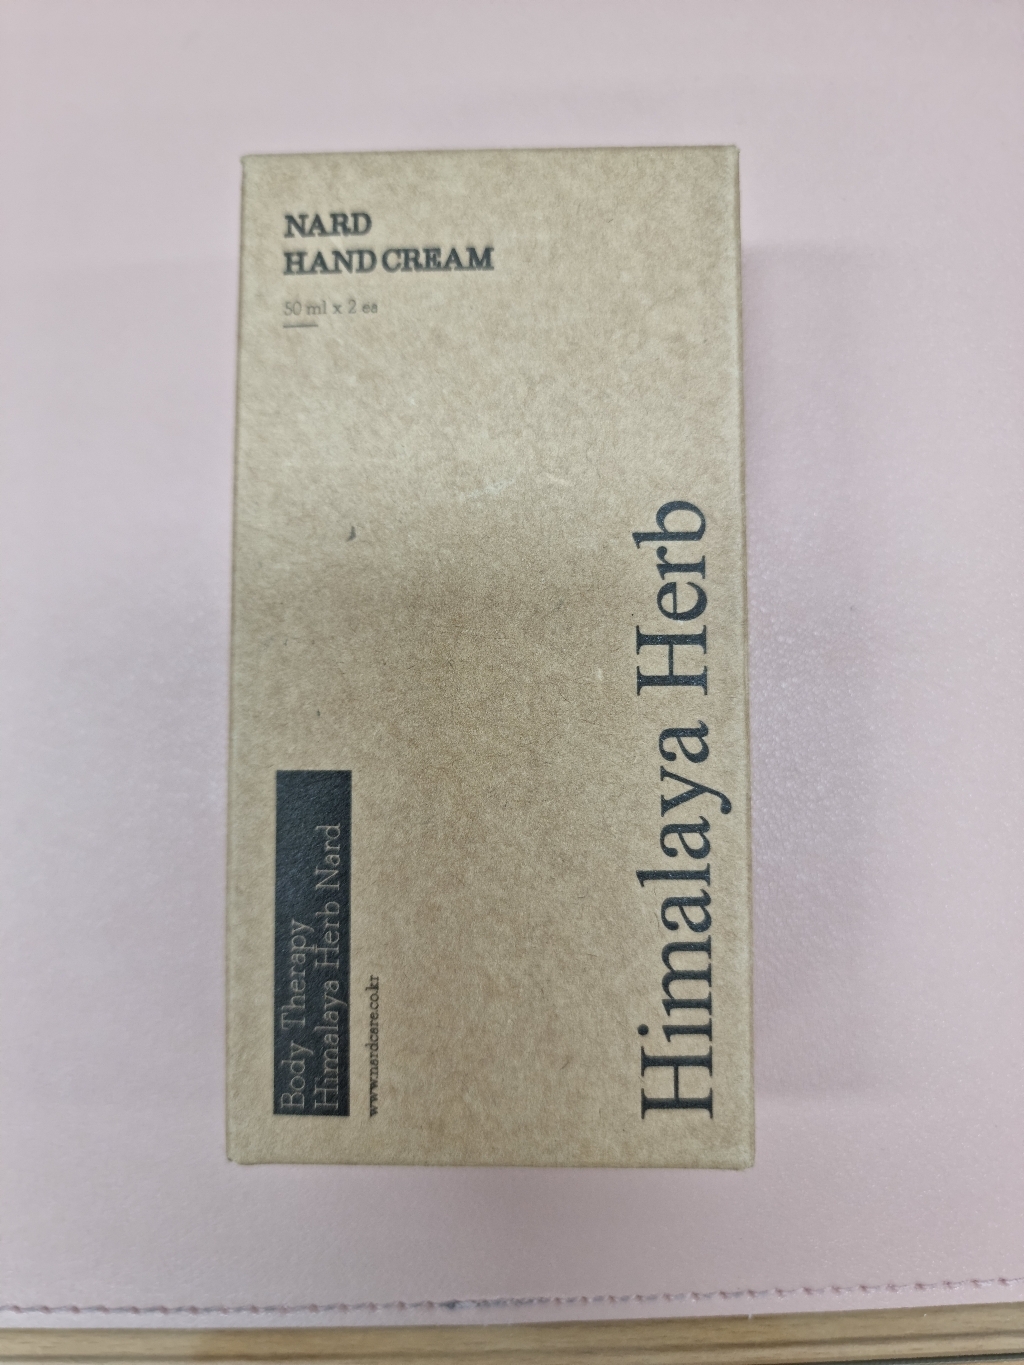 NARD
HAND CREAM
50 ml x 2 ea
Himalaya Herb
Body Therapy
Himalaya Herb Nard
www.nardcare.co.kr